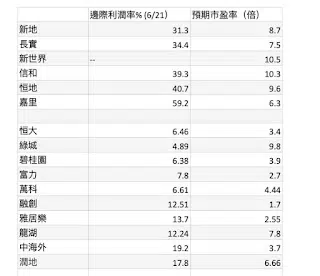 邊際利潤率% (6/21) 預期市盈率（倍）
新地 31.3 8.7
長實 34.4 7.5
新世界 -- 10.5
信和 39.3 10.3
恒地 40.7 9.6
嘉里 59.2 6.3
恒大 6.46 3.4
綠城 4.89 9.8
碧桂園 6.38 3.9
富力 7.8 2.7
萬科 6.61 4.44
融創 12.51 1.7
雅居樂 13.7 2.55
龍湖 12.24 7.8
中海外 19.2 3.7
潤地 17.8 6.66